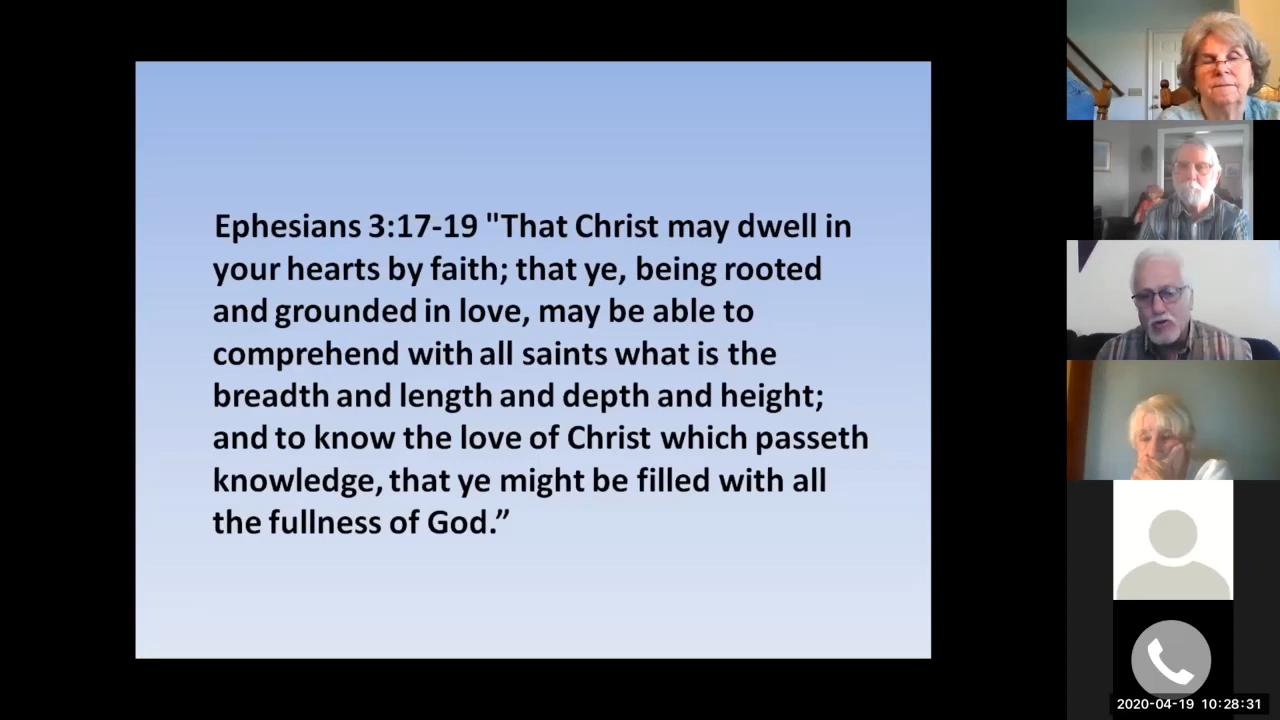 Ephesians 3:17-19 "That Christ may dwell in
your hearts by faith; that ye, being rooted
and grounded in love, may be able to
comprehend with all saints what is the
breadth and length and depth and height;
and to know the love of Christ which passeth
knowledge, that ye might be filled with all
the fullness of God.”
2020-04-19 10:28:31